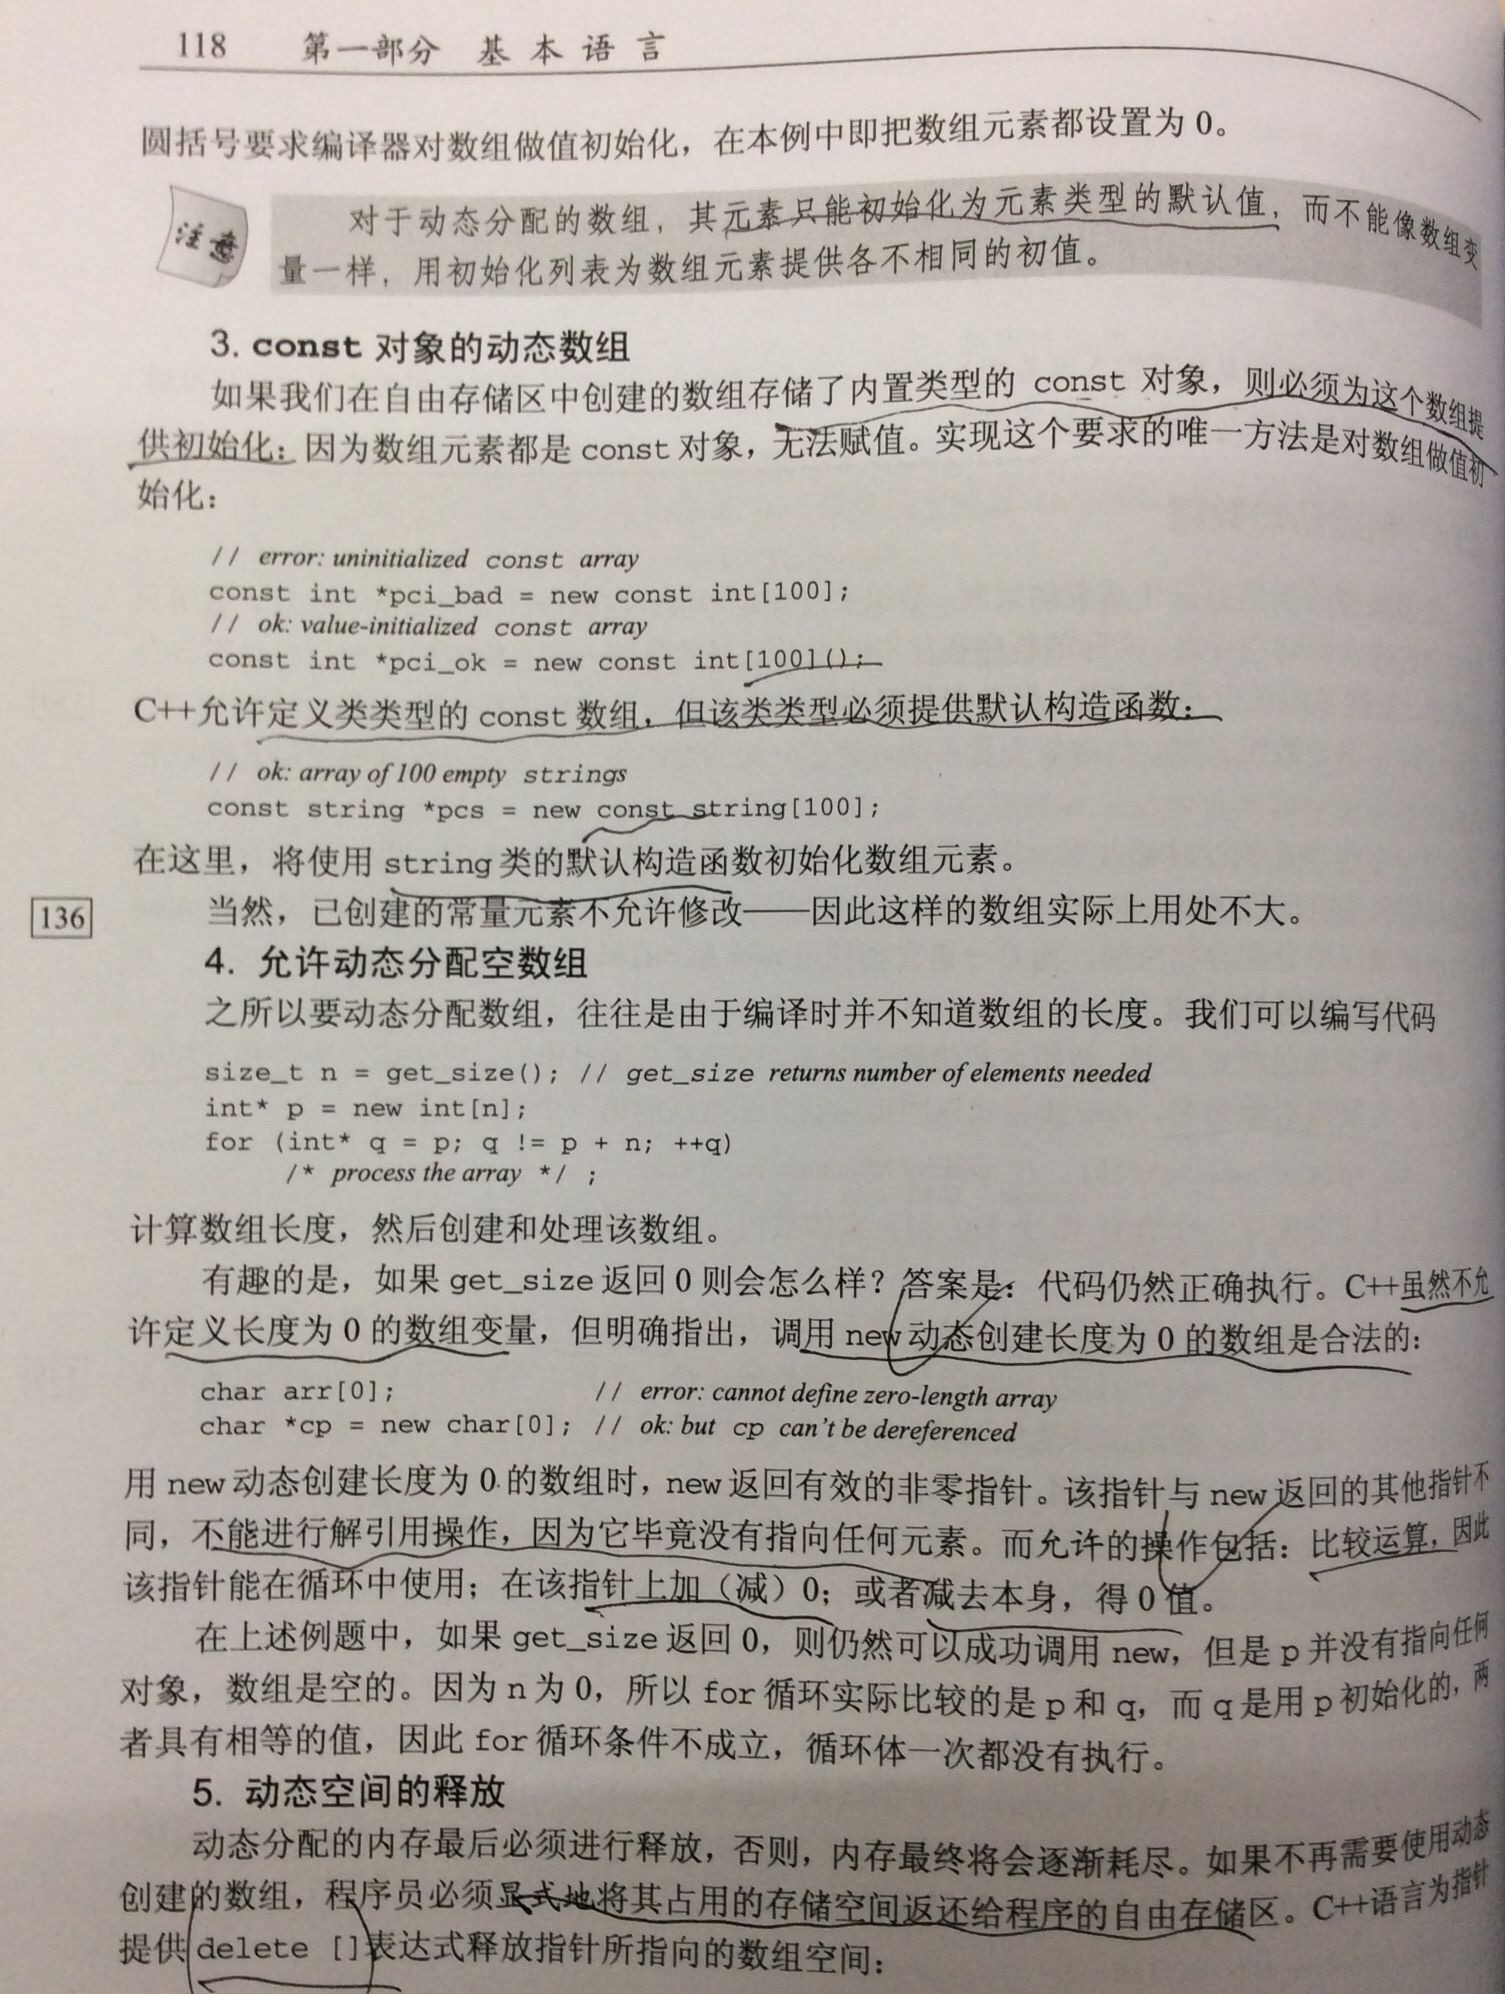 118 第一部分 基本语言
圆括号要求编译器对数组做值初始化，在本例中即把数组元素都设置为 0。
注意
对于动态分配的数组，其元素只能初始化为元素类型的默认值，而不能像数组变
量一样，用初始化列表为数组元素提供各不相同的初值。
3. const 对象的动态数组
如果我们在自由存储区中创建的数组存储了内置类型的 const 对象，则必须为这个数组提
供初始化：因为数组元素都是 const 对象，无法赋值。实现这个要求的唯一方法是对数组做值初
始化：
// error: uninitialized const array
const int *pci_bad = new const int[100];
// ok: value-initialized const array
const int *pci_ok = new const int[100]();
C++允许定义类类型的 const 数组，但该类类型必须提供默认构造函数：
// ok: array of 100 empty strings
const string *pcs = new const string[100];
在这里，将使用 string 类的默认构造函数初始化数组元素。
136
当然，已创建的常量元素不允许修改——因此这样的数组实际上用处不大。
4. 允许动态分配空数组
之所以要动态分配数组，往往是由于编译时并不知道数组的长度。我们可以编写代码
size_t n = get_size(); // get_size returns number of elements needed
int* p = new int[n];
for (int* q = p; q != p + n; ++q)
/* process the array */ ;
计算数组长度，然后创建和处理该数组。
有趣的是，如果 get_size 返回 0 则会怎么样？答案是：代码仍然正确执行。C++虽然不允
许定义长度为 0 的数组变量，但明确指出，调用 new 动态创建长度为 0 的数组是合法的：
char arr[0]; // error: cannot define zero-length array
char *cp = new char[0]; // ok: but cp can't be dereferenced
用 new 动态创建长度为 0 的数组时，new 返回有效的非零指针。该指针与 new 返回的其他指针不
同，不能进行解引用操作，因为它毕竟没有指向任何元素。而允许的操作包括：比较运算，因此
该指针能在循环中使用；在该指针上加（减）0；或者减去本身，得 0 值。
在上述例题中，如果 get_size 返回 0，则仍然可以成功调用 new，但是 p 并没有指向任何
对象，数组是空的。因为 n 为 0，所以 for 循环实际比较的是 p 和 q，而 q 是用 p 初始化的，两
者具有相等的值，因此 for 循环条件不成立，循环体一次都没有执行。
5. 动态空间的释放
动态分配的内存最后必须进行释放，否则，内存最终将会逐渐耗尽。如果不再需要使用动态
创建的数组，程序员必须显式地将其占用的存储空间返还给程序的自由存储区。C++语言为指针
提供 delete []表达式释放指针所指向的数组空间：